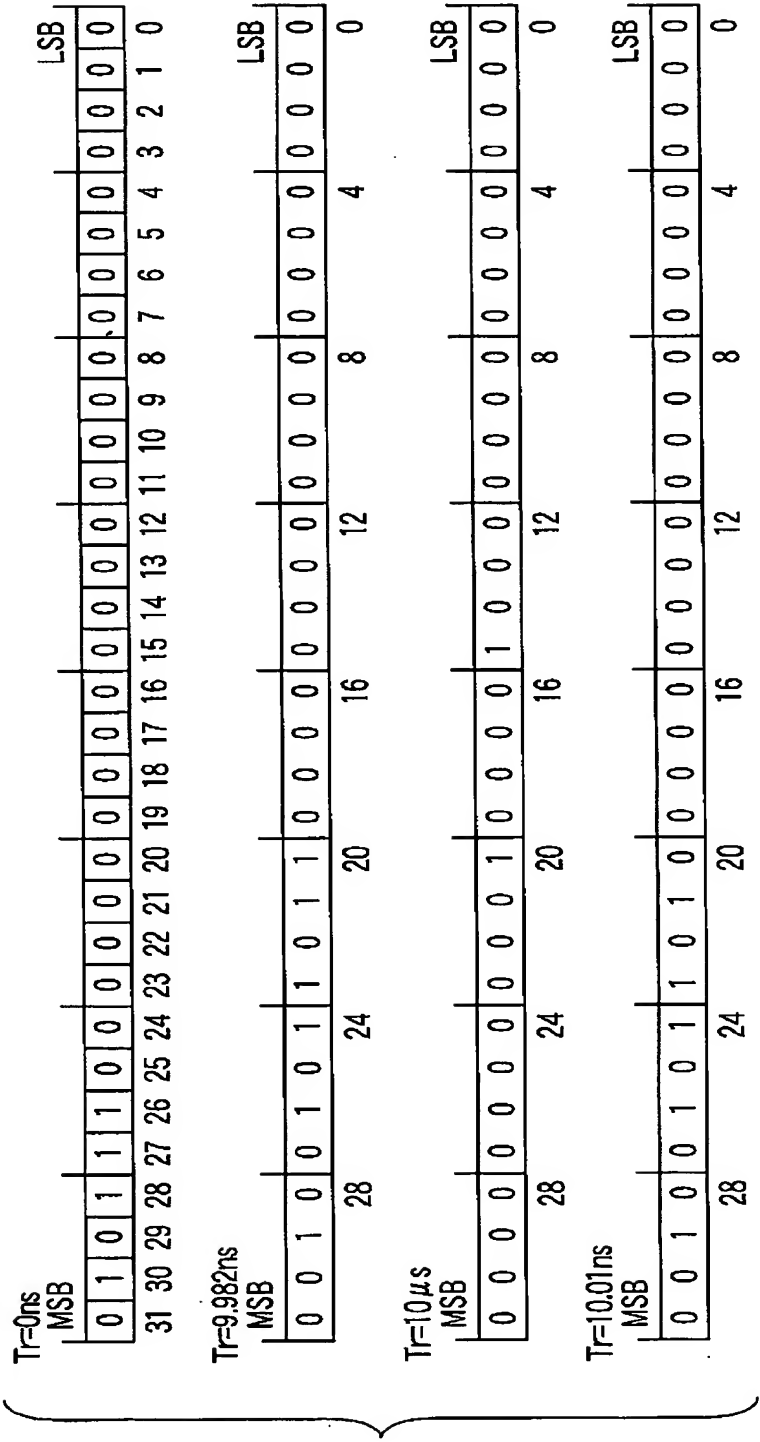 Tr=0ns
MSB LSB
0 1 0 1 1 1 0 0 0 0 0 0 0 0 0 0 0 0 0 0 0 0 0 0 0 0 0 0 0 0 0 0
31 30 29 28 27 26 25 24 23 22 21 20 19 18 17 16 15 14 13 12 11 10 9 8 7 6 5 4 3 2 1 0
Tr=9.982ns
MSB LSB
0 0 1 0 0 1 0 1 1 0 1 1 0 0 0 0 0 0 0 0 0 0 0 0 0 0 0 0 0 0 0 0
28 24 20 16 12 8 4 0
Tr=10μs
MSB LSB
0 0 0 0 0 0 0 0 0 0 0 1 0 0 0 0 1 0 0 0 0 0 0 0 0 0 0 0 0 0 0 0
28 24 20 16 12 8 4 0
Tr=10.01ns
MSB LSB
0 0 1 0 0 1 0 1 1 0 1 0 0 0 0 0 0 0 0 0 0 0 0 0 0 0 0 0 0 0 0 0
28 24 20 16 12 8 4 0